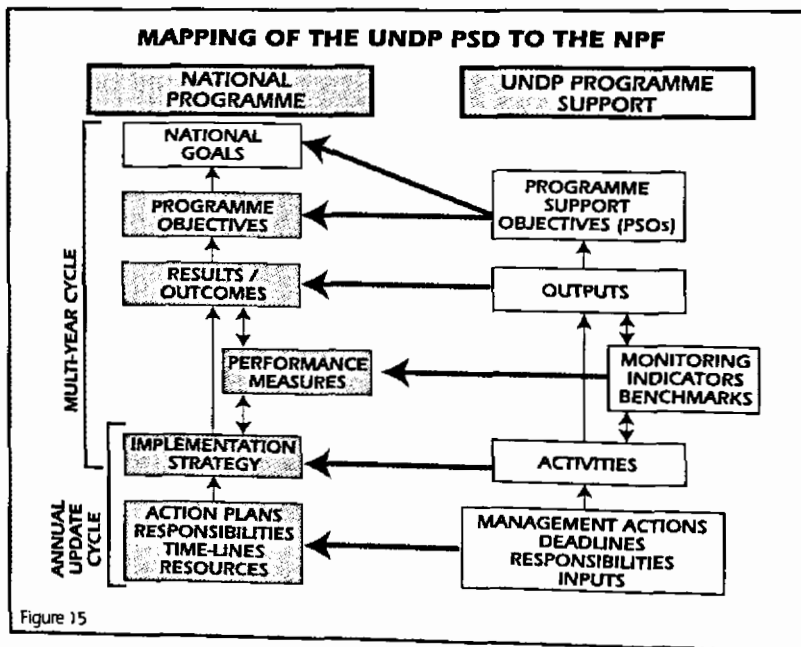 MAPPING OF THE UNDP PSD TO THE NPF
NATIONAL
PROGRAMME
UNDP PROGRAMME
SUPPORT
NATIONAL
GOALS
PROGRAMME
OBJECTIVES
RESULTS /
OUTCOMES
PERFORMANCE
MEASURES
IMPLEMENTATION
STRATEGY
ACTION PLANS
RESPONSIBILITIES
TIME-LINES
RESOURCES
PROGRAMME
SUPPORT
OBJECTIVES (PSOs)
OUTPUTS
MONITORING
INDICATORS
BENCHMARKS
ACTIVITIES
MANAGEMENT ACTIONS
DEADLINES
RESPONSIBILITIES
INPUTS
MULTI-YEAR CYCLE
ANNUAL
UPDATE
CYCLE
Figure 15